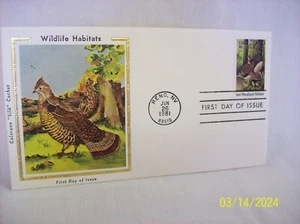 Wildlife Habitats
Colorano "Silk" Cachet
First Day of Issue
RENO, NV
JUN
26
1981
FIRST DAY OF ISSUE
03/14/2024